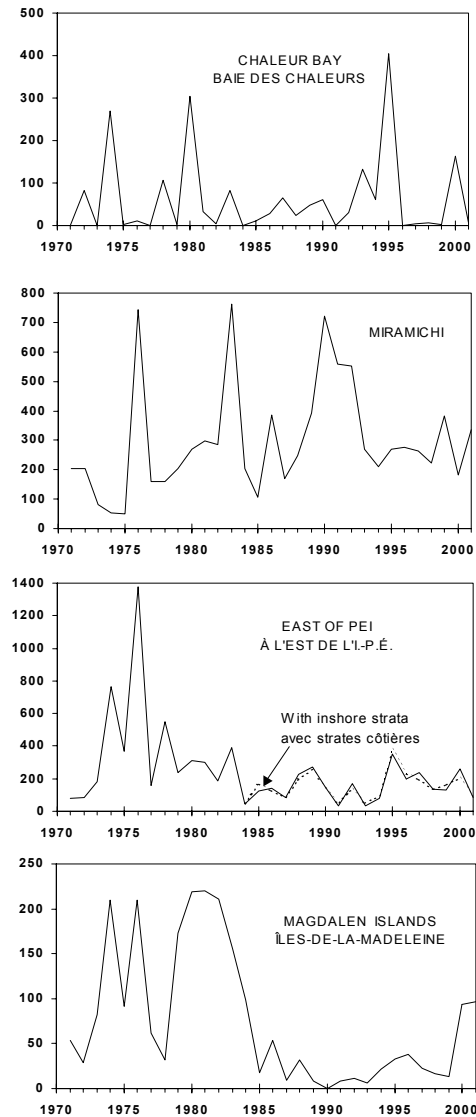 500
CHALEUR BAY
BAIE DES CHALEURS
400
300
200
100
0
1970 1975 1980 1985 1990 1995 2000
800
MIRAMICHI
700
600
500
400
300
200
100
0
1970 1975 1980 1985 1990 1995 2000
1400
EAST OF PEI
À L'EST DE L'I.-P.É.
1200
1000
800
With inshore strata
avec strates côtières
600
400
200
0
1970 1975 1980 1985 1990 1995 2000
250
MAGDALEN ISLANDS
ÎLES-DE-LA-MADELEINE
200
150
100
50
0
1970 1975 1980 1985 1990 1995 2000